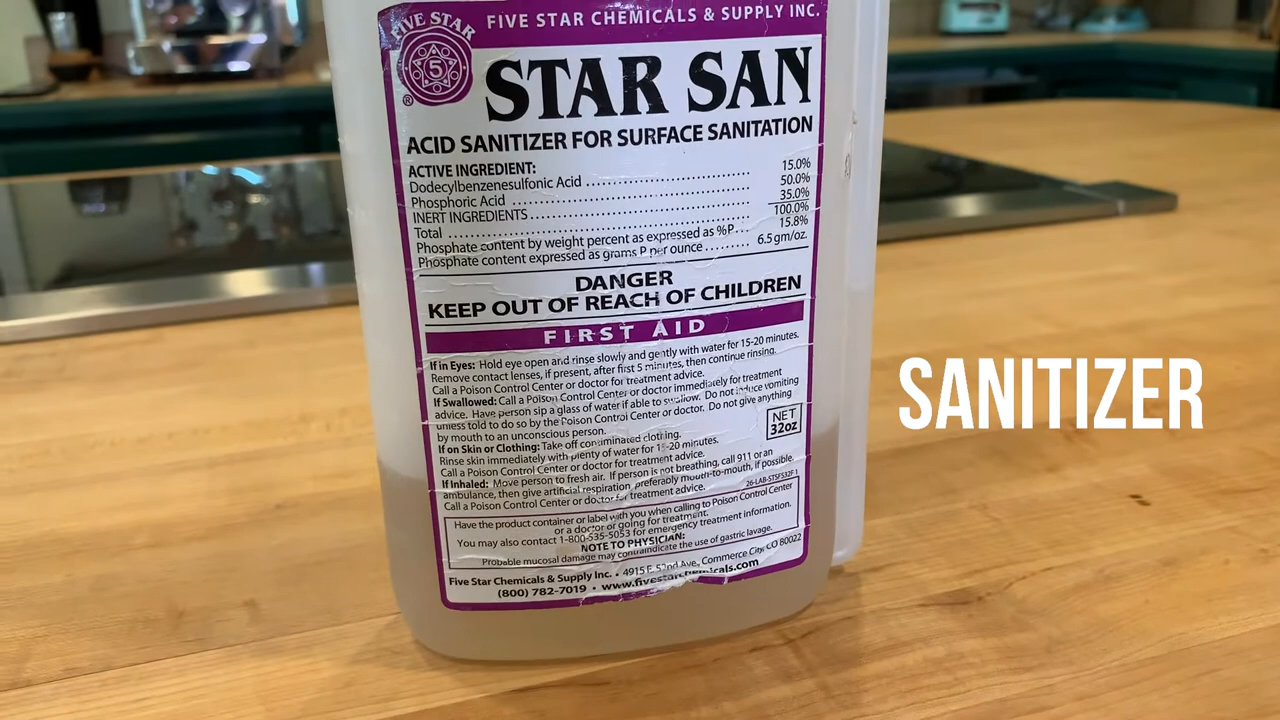 FIVE STAR
5
®
FIVE STAR CHEMICALS & SUPPLY INC.
STAR SAN
ACID SANITIZER FOR SURFACE SANITATION
ACTIVE INGREDIENT:
Dodecylbenzenesulfonic Acid 15.0%
Phosphoric Acid 50.0%
INERT INGREDIENTS 35.0%
Total 100.0%
Phosphate content by weight percent as expressed as %P 15.8%
Phosphate content expressed as grams P per ounce 6.5 gm/oz.
DANGER
KEEP OUT OF REACH OF CHILDREN
FIRST AID
If in Eyes: Hold eye open and rinse slowly and gently with water for 15-20 minutes.
Remove contact lenses, if present, after first 5 minutes, then continue rinsing.
Call a Poison Control Center or doctor for treatment advice.
If Swallowed: Call a Poison Control Center or doctor immediately for treatment
advice. Have person sip a glass of water if able to swallow. Do not induce vomiting
unless told to do so by the Poison Control Center or doctor. Do not give anything
by mouth to an unconscious person.
If on Skin or Clothing: Take off contaminated clothing.
Rinse skin immediately with plenty of water for 15-20 minutes.
Call a Poison Control Center or doctor for treatment advice.
If Inhaled: Move person to fresh air. If person is not breathing, call 911 or an
ambulance, then give artificial respiration, preferably mouth-to-mouth, if possible.
Call a Poison Control Center or doctor for treatment advice.
NET
32oz
26-LAB-STSFS32F1
Have the product container or label with you when calling to Poison Control Center
or a doctor or going for treatment.
You may also contact 1-800-535-5053 for emergency treatment information.
NOTE TO PHYSICIAN:
Probable mucosal damage may contraindicate the use of gastric lavage.
Five Star Chemicals & Supply Inc. • 4915 E. 52nd Ave., Commerce City, CO 80022
(800) 782-7019 • www.fivestarchemicals.com
SANITIZER